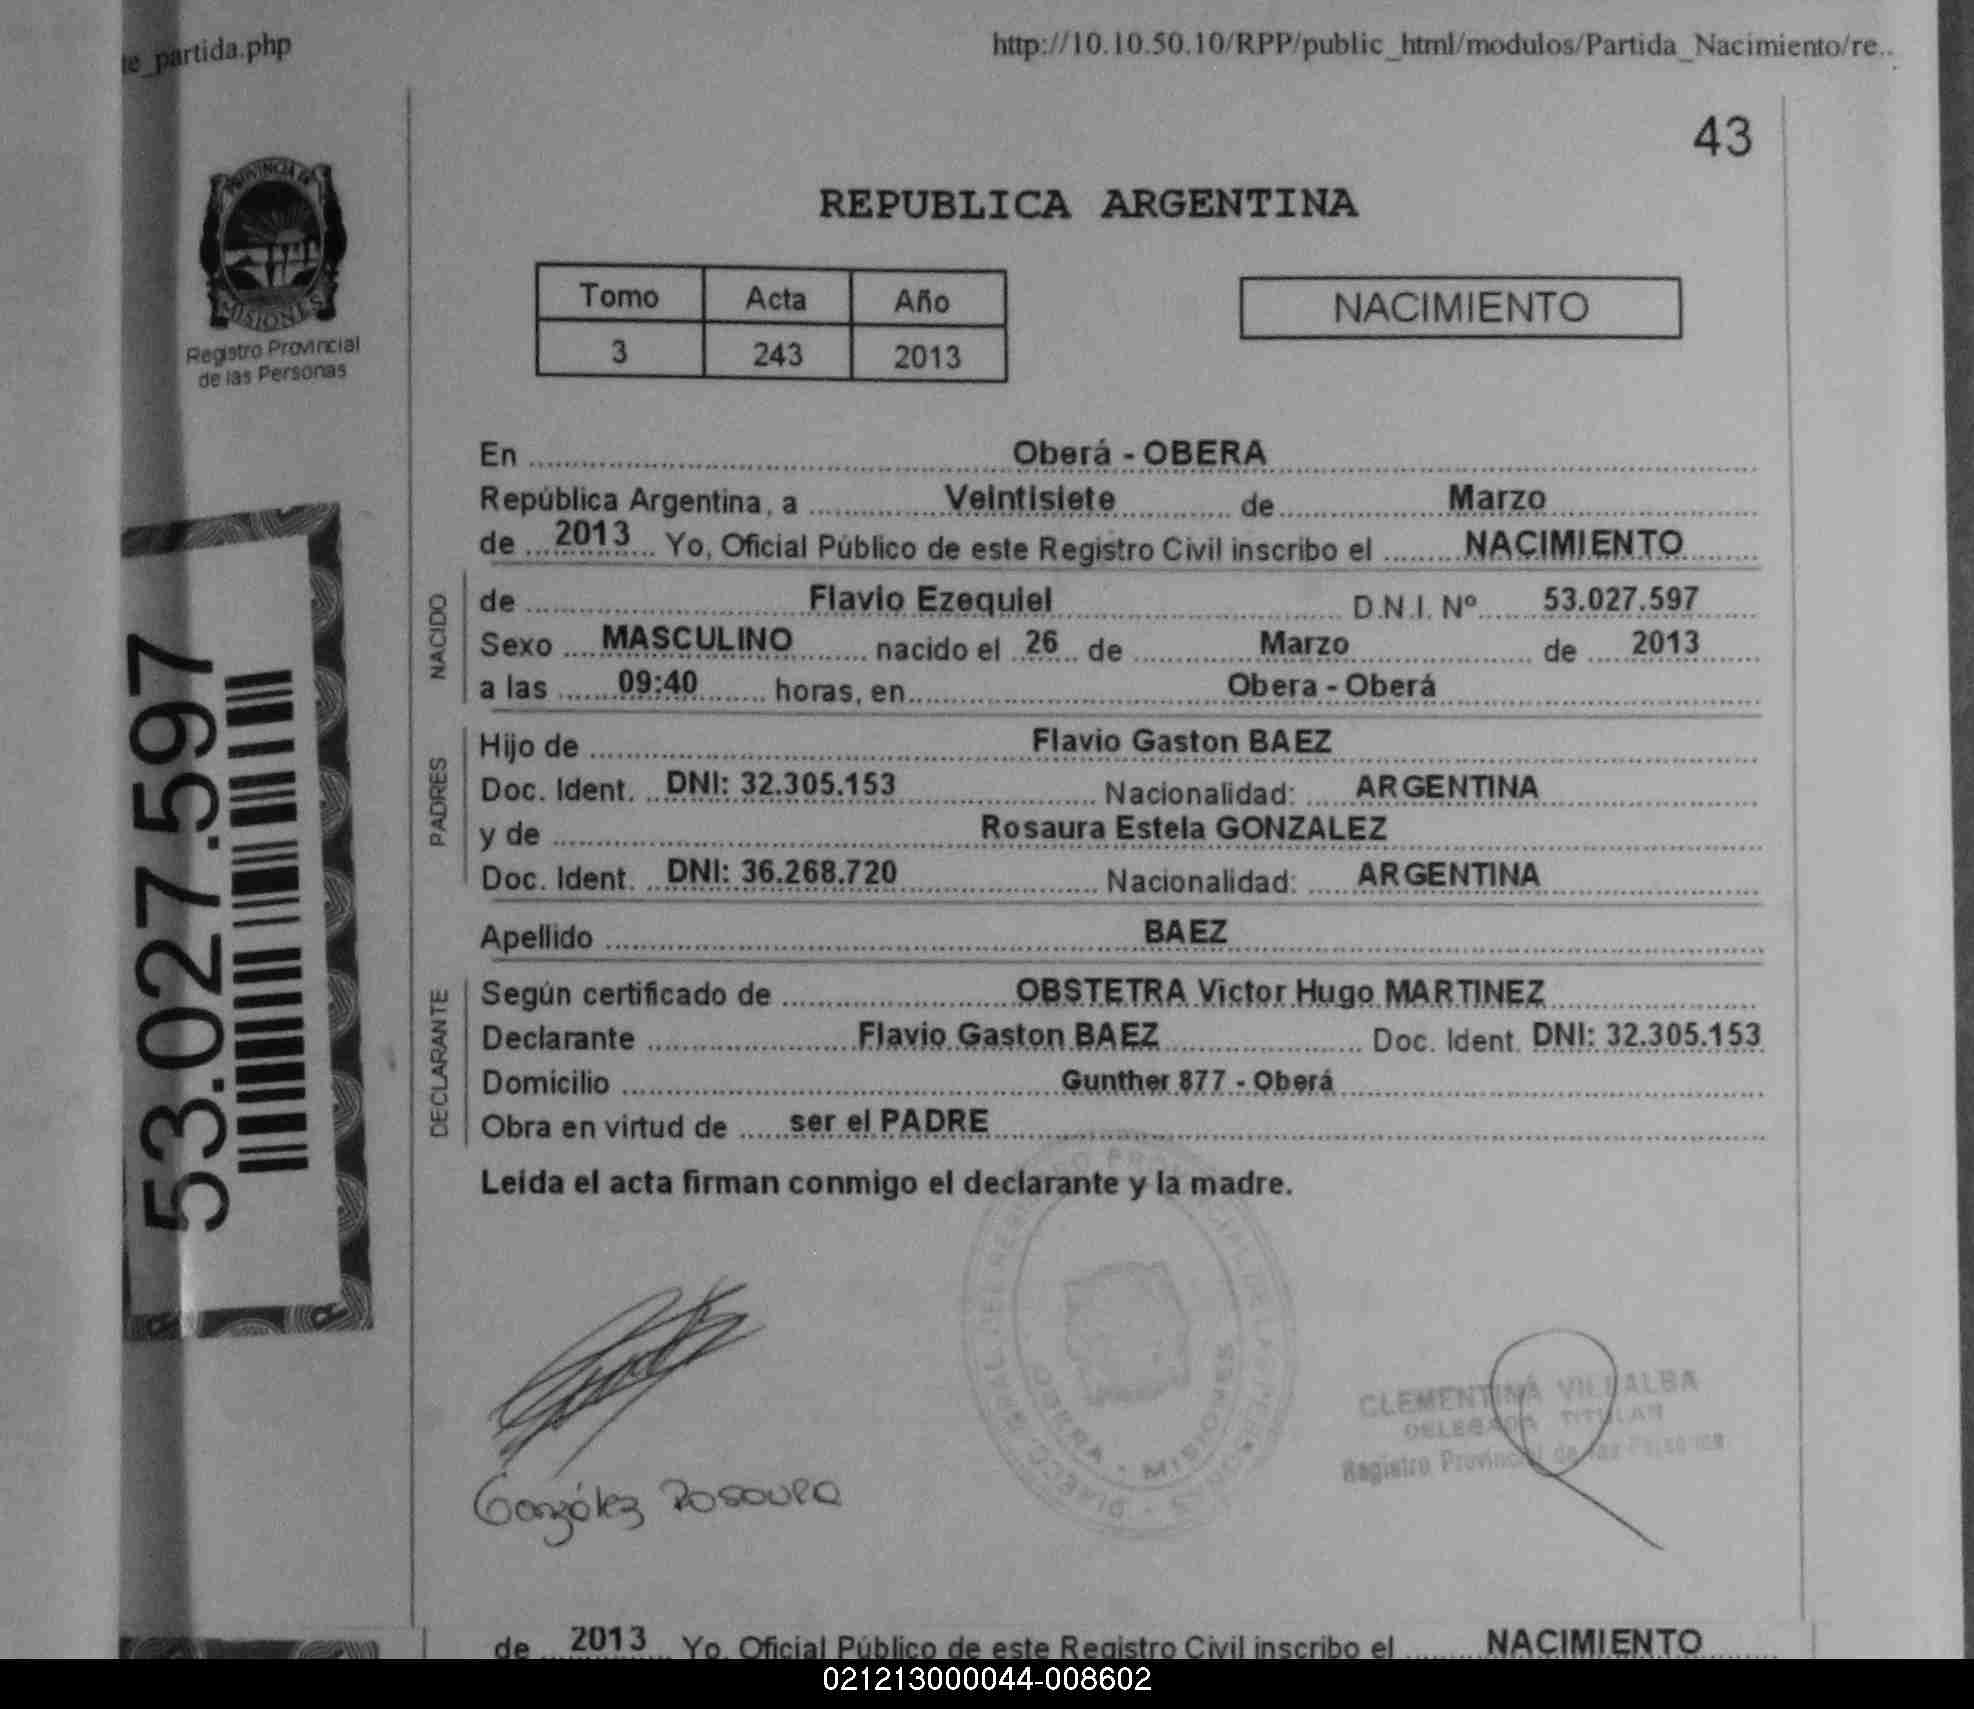 te_partida.php
http://10.10.50.10/RPP/public_html/modulos/Partida_Nacimiento/re..
43
PROVINCIA DE
MISIONES
Registro Provincial
de las Personas
REPUBLICA ARGENTINA
Tomo Acta Año
3 243 2013
NACIMIENTO
En Oberá - OBERA
República Argentina, a Veintisiete de Marzo
de 2013 Yo, Oficial Público de este Registro Civil inscribo el NACIMIENTO
NACIDO
de Flavio Ezequiel D.N.I. Nº 53.027.597
Sexo MASCULINO nacido el 26 de Marzo de 2013
a las 09:40 horas, en Obera - Oberá
PADRES
Hijo de Flavio Gaston BAEZ
Doc. Ident. DNI: 32.305.153 Nacionalidad: ARGENTINA
y de Rosaura Estela GONZALEZ
Doc. Ident. DNI: 36.268.720 Nacionalidad: ARGENTINA
Apellido BAEZ
DECLARANTE
Según certificado de OBSTETRA Victor Hugo MARTINEZ
Declarante Flavio Gaston BAEZ Doc. Ident. DNI: 32.305.153
Domicilio Gunther 877 - Oberá
Obra en virtud de ser el PADRE
Leida el acta firman conmigo el declarante y la madre.
53.027.597
González Rosaura
OBERA - MISIONES
CLEMENTINA VILLALBA
DELEGADA TITULAR
Registro Provincial de las Personas
de 2013 Yo, Oficial Público de este Registro Civil inscribo el NACIMIENTO
021213000044-008602